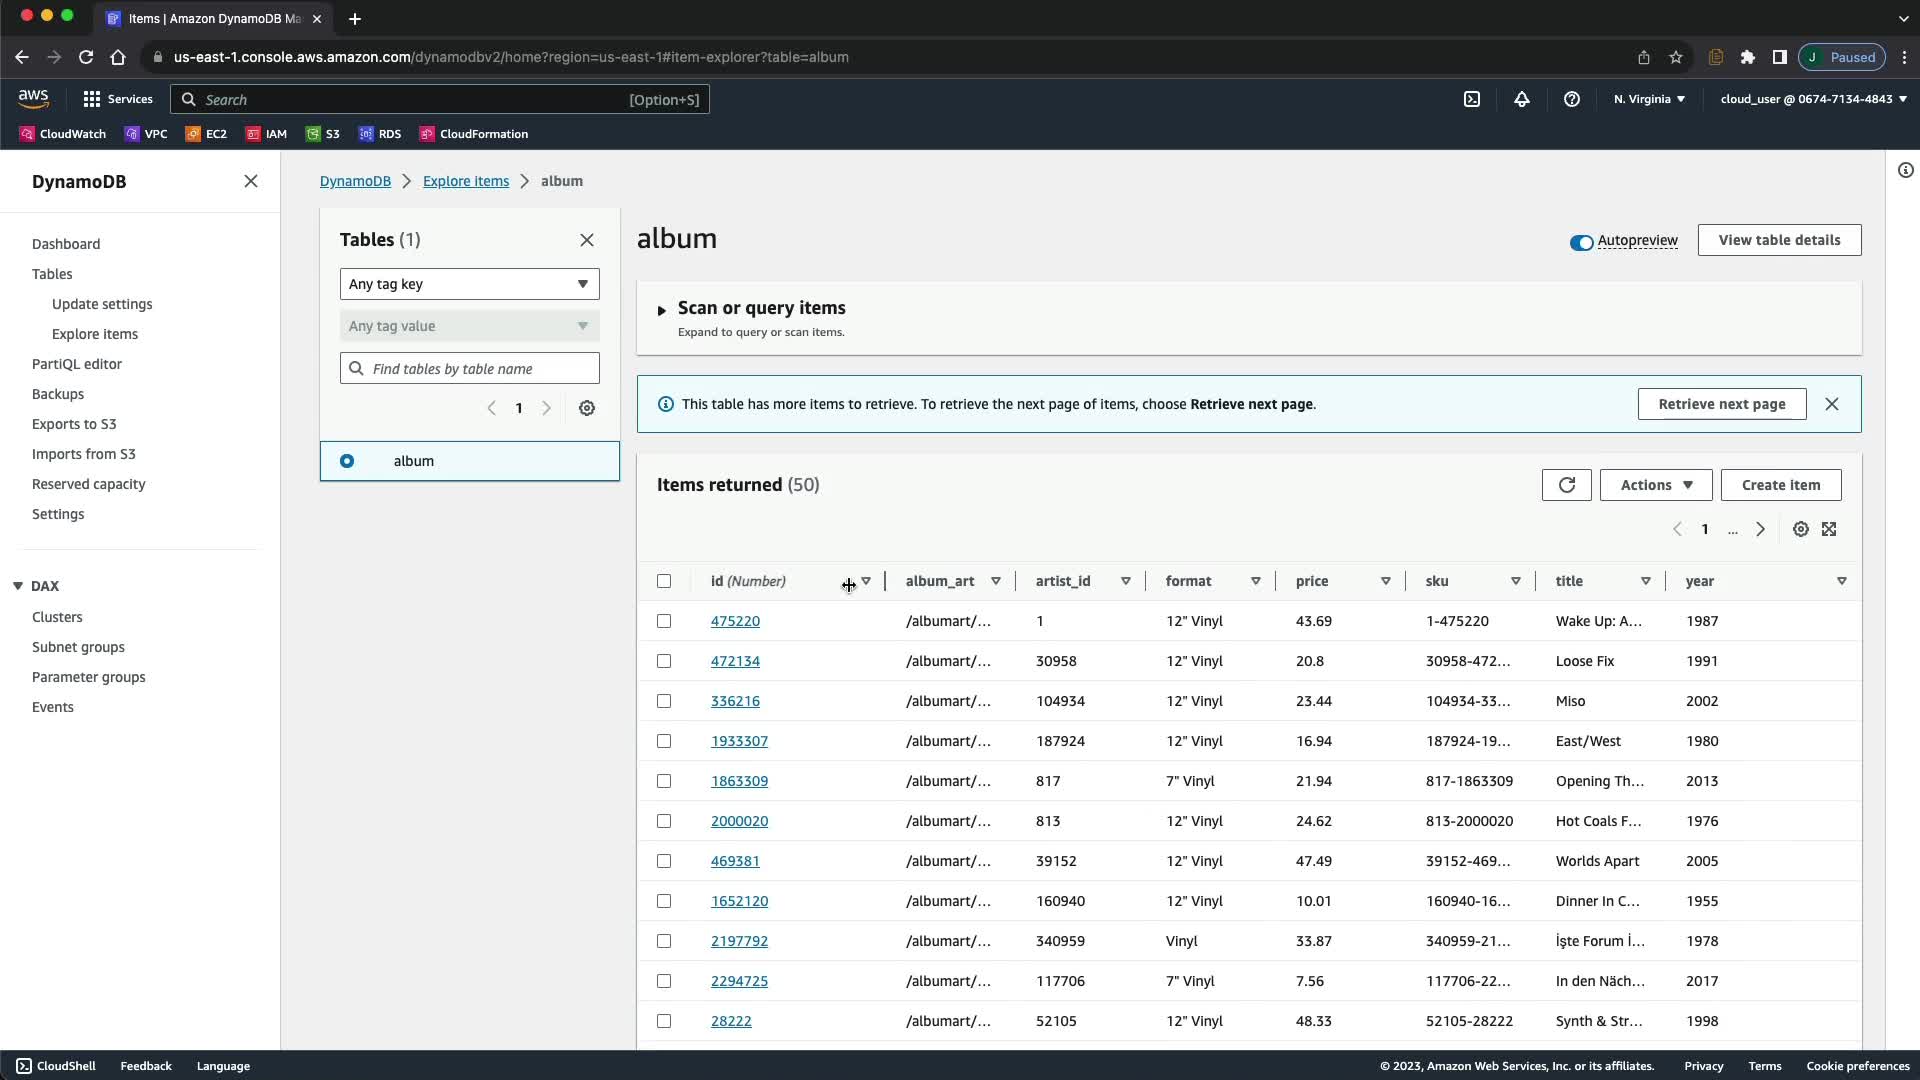 Items | Amazon DynamoDB Ma
us-east-1.console.aws.amazon.com/dynamodbv2/home?region=us-east-1#item-explorer?table=album
J Paused
aws Services Search [Option+S] N. Virginia cloud_user @ 0674-7134-4843
CloudWatch VPC EC2 IAM S3 RDS CloudFormation
DynamoDB
Dashboard
Tables
Update settings
Explore items
PartiQL editor
Backups
Exports to S3
Imports from S3
Reserved capacity
Settings
DAX
Clusters
Subnet groups
Parameter groups
Events
DynamoDB Explore items album
Tables (1)
Any tag key
Any tag value
Find tables by table name
1
album
album
Autopreview
View table details
Scan or query items
Expand to query or scan items.
This table has more items to retrieve. To retrieve the next page of items, choose Retrieve next page.
Retrieve next page
Items returned (50)
Actions
Create item
1 ...
id (Number) album_art artist_id format price sku title year
475220 /albumart/... 1 12" Vinyl 43.69 1-475220 Wake Up: A... 1987
472134 /albumart/... 30958 12" Vinyl 20.8 30958-472... Loose Fix 1991
336216 /albumart/... 104934 12" Vinyl 23.44 104934-33... Miso 2002
1933307 /albumart/... 187924 12" Vinyl 16.94 187924-19... East/West 1980
1863309 /albumart/... 817 7" Vinyl 21.94 817-1863309 Opening Th... 2013
2000020 /albumart/... 813 12" Vinyl 24.62 813-2000020 Hot Coals F... 1976
469381 /albumart/... 39152 12" Vinyl 47.49 39152-469... Worlds Apart 2005
1652120 /albumart/... 160940 12" Vinyl 10.01 160940-16... Dinner In C... 1955
2197792 /albumart/... 340959 Vinyl 33.87 340959-21... İşte Forum İ... 1978
2294725 /albumart/... 117706 7" Vinyl 7.56 117706-22... In den Näch... 2017
28222 /albumart/... 52105 12" Vinyl 48.33 52105-28222 Synth & Str... 1998
CloudShell Feedback Language © 2023, Amazon Web Services, Inc. or its affiliates. Privacy Terms Cookie preferences